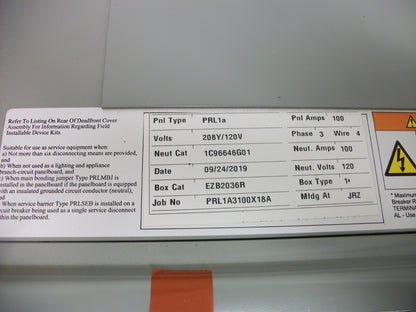 Refer to Listing on Rear Of Deadfront Cover
Assembly For Information Regarding Field
Installable Device Kits.
Suitable for use as service equipment when:
a) Not more than six disconnecting means are provided,
and
b) When not used as a lighting and appliance
branch-circuit panelboard, and
c) When main bonding jumper Type PRLMBJ is
installed in the panelboard if the panelboard is equipped
with an insulated grounded circuit conductor (neutral),
and
When service barrier Type PRLSEB is installed on a
circuit breaker being used as a single service disconnect
within the panelboard.
Pnl Type PRL1a Pnl Amps 100
Volts 208Y/120V Phase 3 Wire 4
Neut Cat 1C96646G01 Neut. Amps 100
Date 09/24/2019 Neut. Volts 120
Box Cat EZB2036R Box Type 1
Job No PRL1A3100X18A Mldg At JRZ
* Maximum
Breaker R
TERMINA
AL - Use